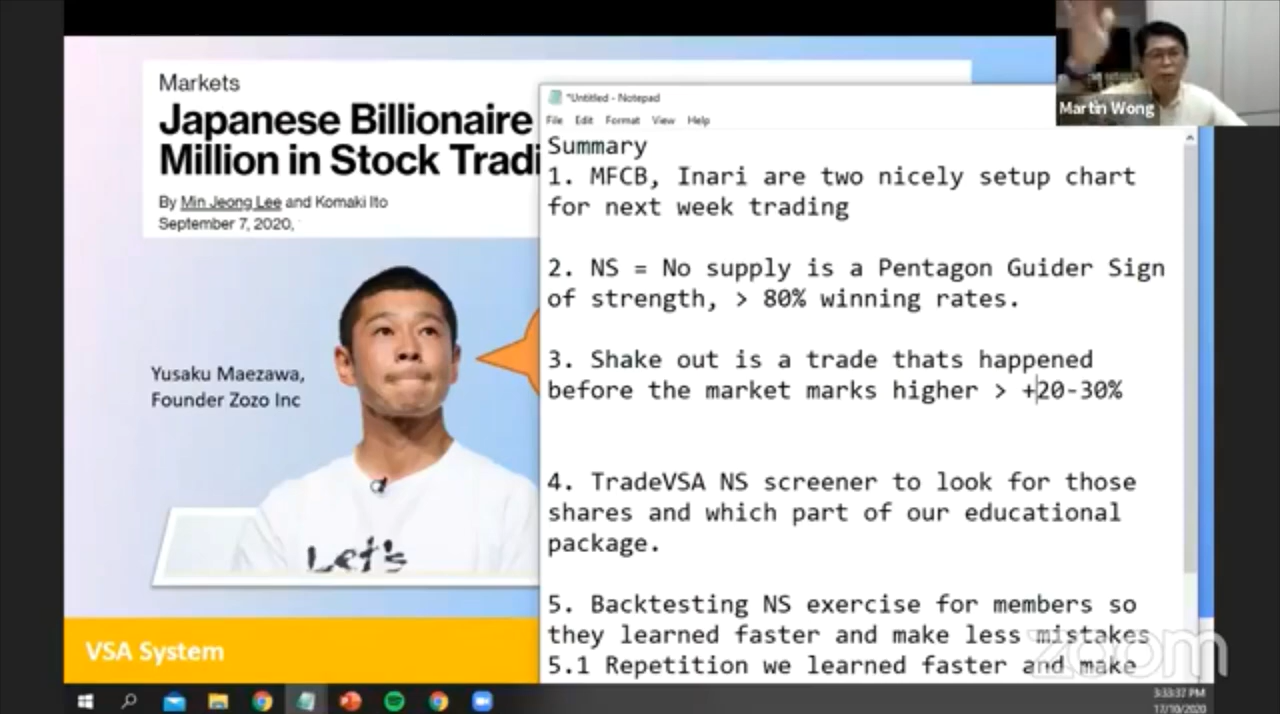 Markets
Japanese Billionaire
Million in Stock Tradi
By Min Jeong Lee and Komaki Ito
September 7, 2020,
Yusaku Maezawa,
Founder Zozo Inc
Let's
VSA System
*Untitled - Notepad
File Edit Format View Help
Summary
1. MFCB, Inari are two nicely setup chart
for next week trading
2. NS = No supply is a Pentagon Guider Sign
of strength, > 80% winning rates.
3. Shake out is a trade thats happened
before the market marks higher > +20-30%
4. TradeVSA NS screener to look for those
shares and which part of our educational
package.
5. Backtesting NS exercise for members so
they learned faster and make less mistakes
5.1 Repetition we learned faster and make
Martin Wong
zoom
3:33:37 PM
17/10/2020